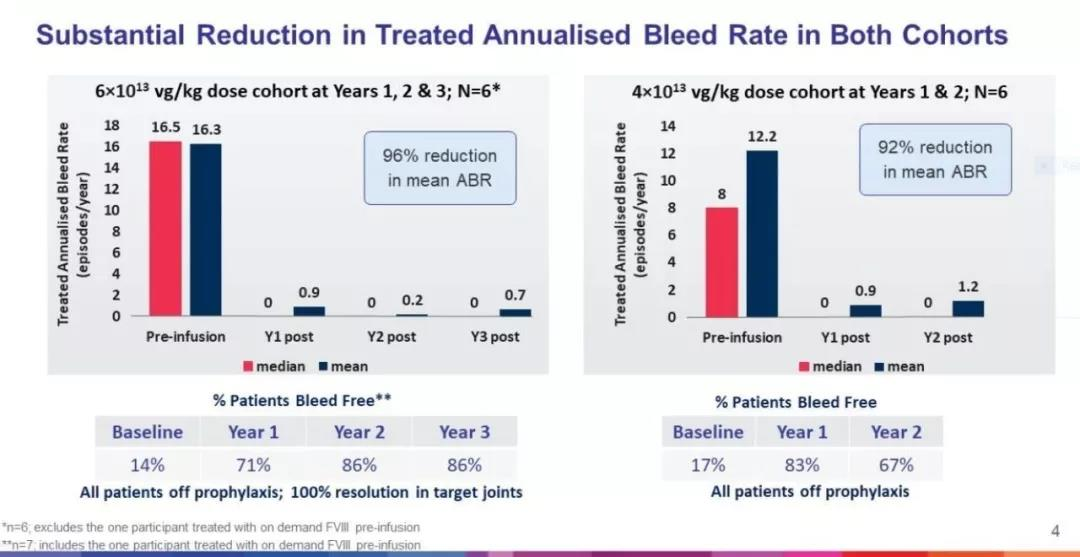 Substantial Reduction in Treated Annualised Bleed Rate in Both Cohorts
6×10¹³ vg/kg dose cohort at Years 1, 2 & 3; N=6*
Treated Annualised Bleed Rate
(episodes/year)
18
16
14
12
10
8
6
4
2
0
16.5 16.3
96% reduction
in mean ABR
0 0.9
0 0.2
0 0.7
Pre-infusion Y1 post Y2 post Y3 post
median mean
% Patients Bleed Free**
Baseline Year 1 Year 2 Year 3
14% 71% 86% 86%
All patients off prophylaxis; 100% resolution in target joints
4×10¹³ vg/kg dose cohort at Years 1 & 2; N=6
Treated Annualised Bleed Rate
(episodes/year)
14
12
10
8
6
4
2
0
8 12.2
92% reduction
in mean ABR
0 0.9
0 1.2
Pre-infusion Y1 post Y2 post
median mean
% Patients Bleed Free
Baseline Year 1 Year 2
17% 83% 67%
All patients off prophylaxis
*n=6; excludes the one participant treated with on demand FVIII pre-infusion
**n=7; includes the one participant treated with on demand FVIII pre-infusion
4